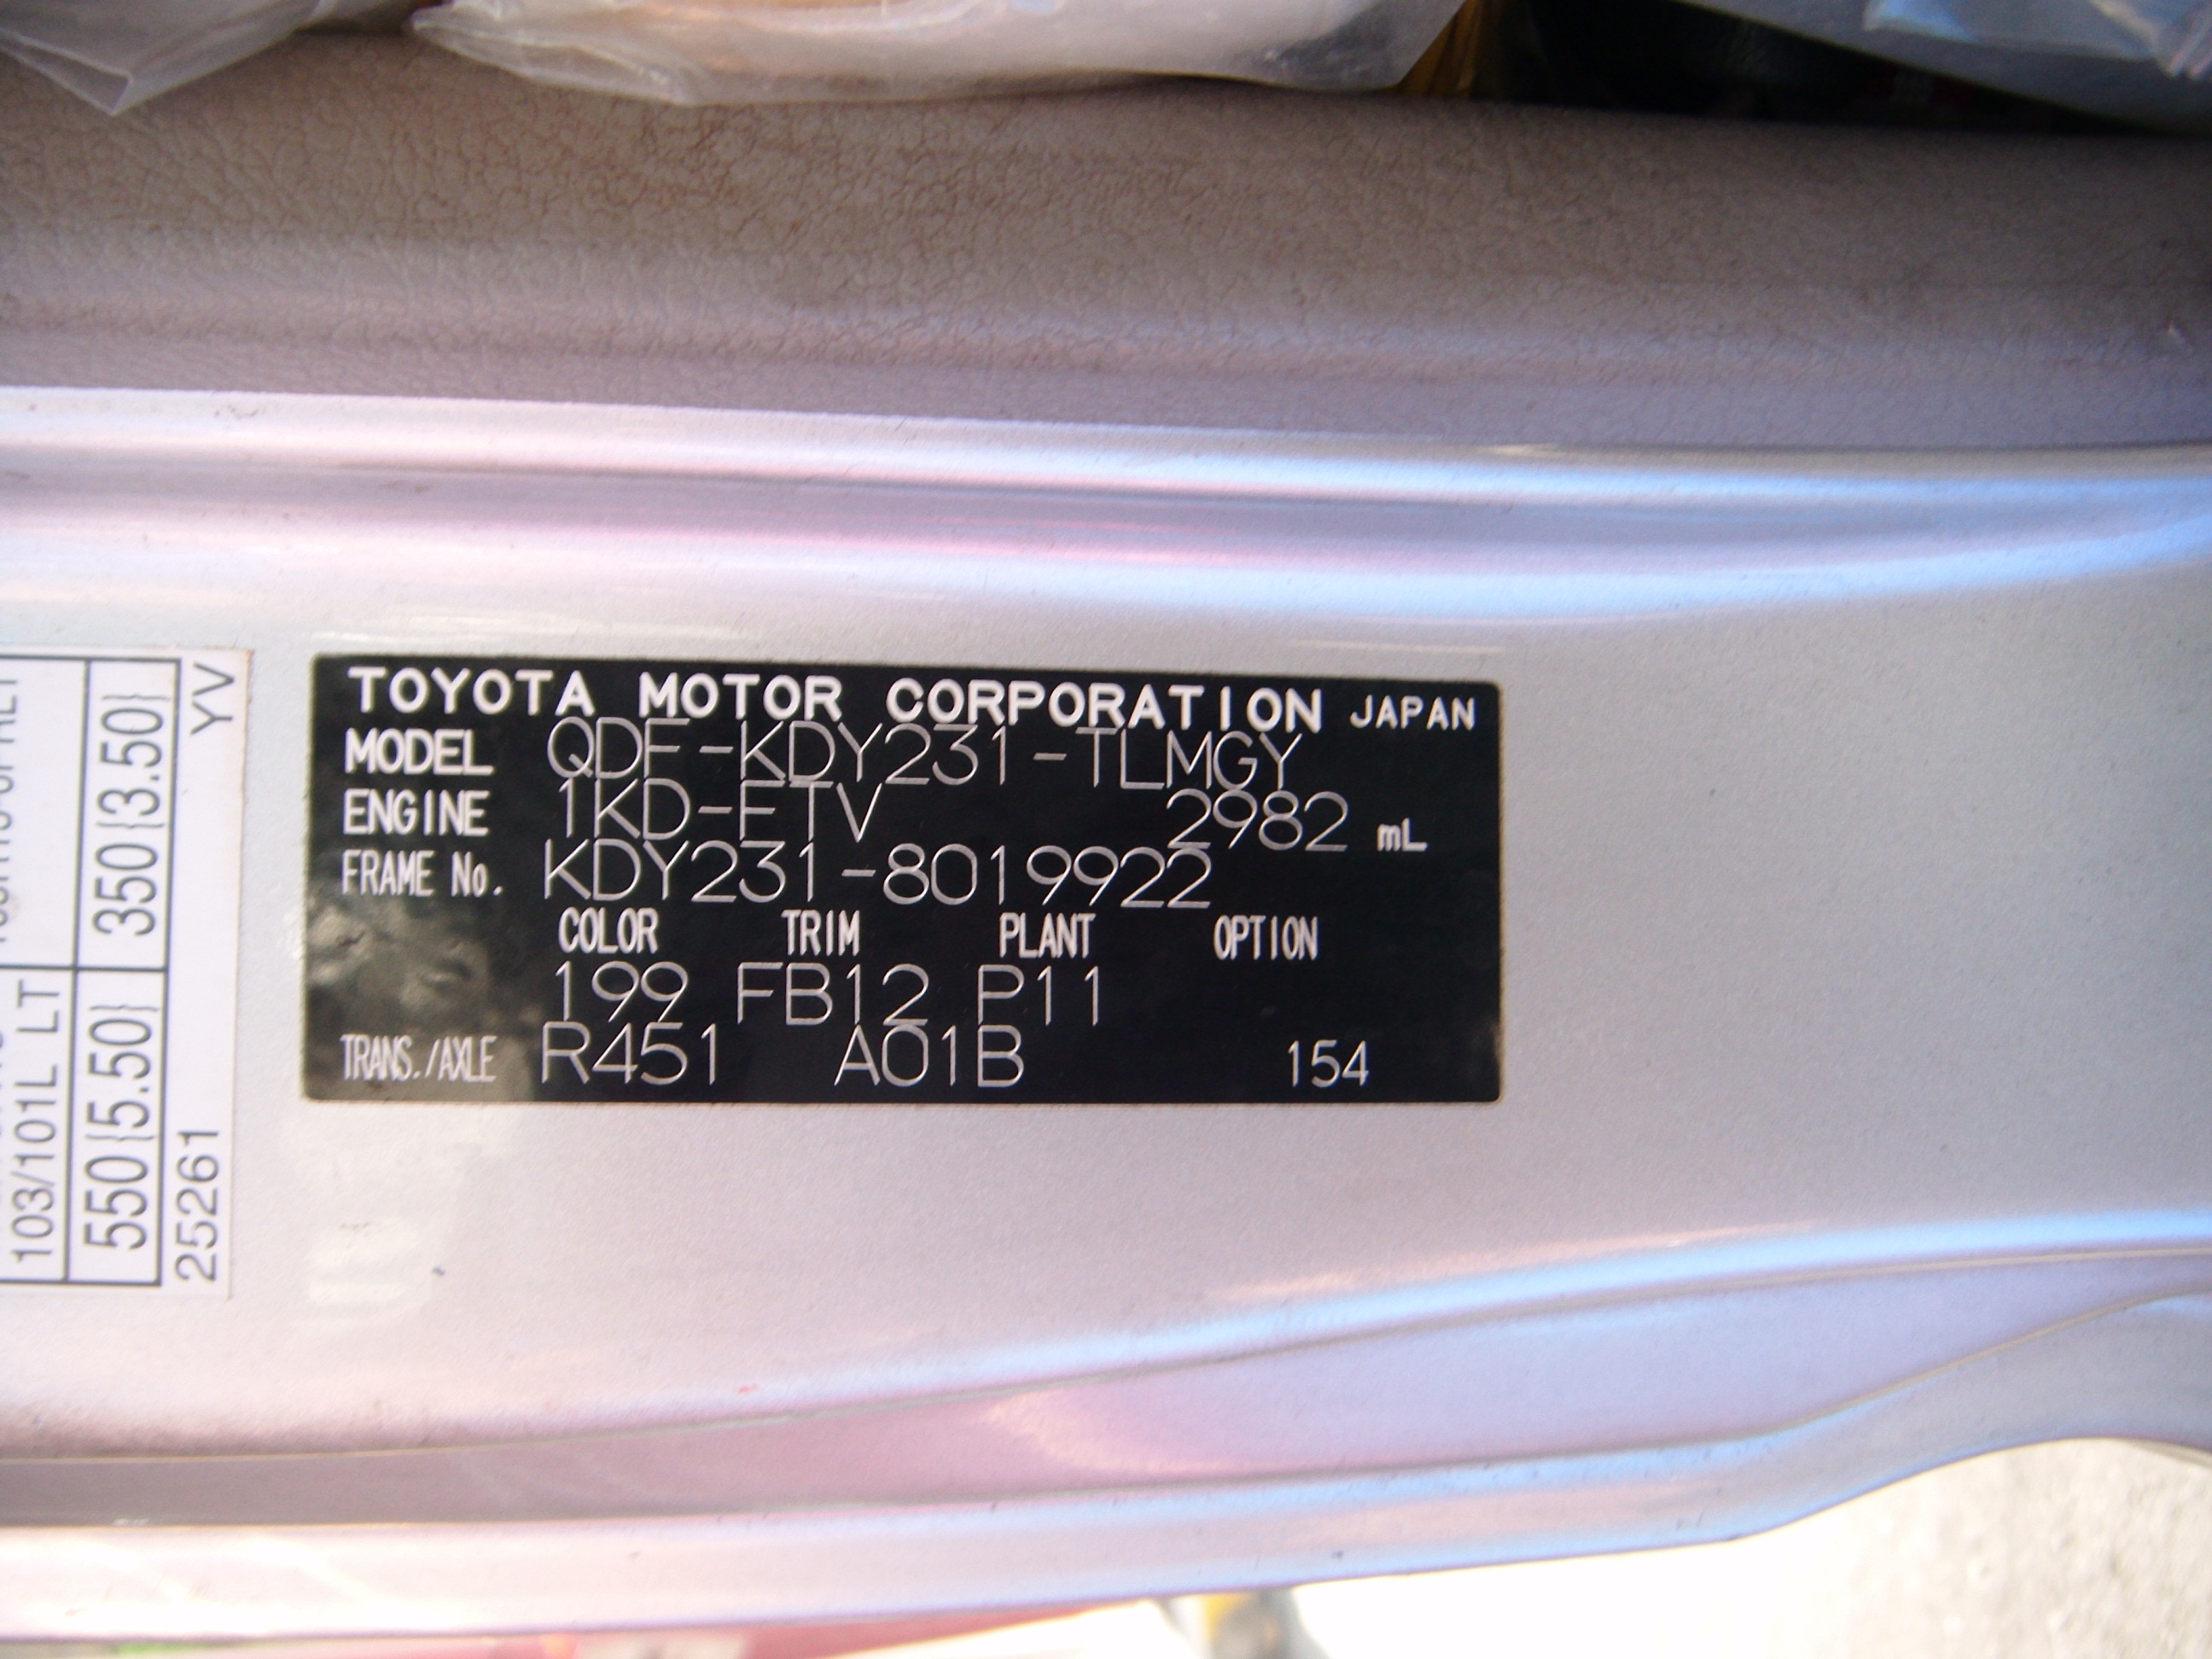 TOYOTA MOTOR CORPORATION JAPAN
MODEL QDF-KDY231-TLMGY
ENGINE 1KD-FTV 2982 mL
FRAME No. KDY231-8019922
COLOR TRIM PLANT OPTION
199 FB12 P11
TRANS./AXLE R451 A01B 154
103/101L LT
550{5.50} 350{3.50}
25261 YV